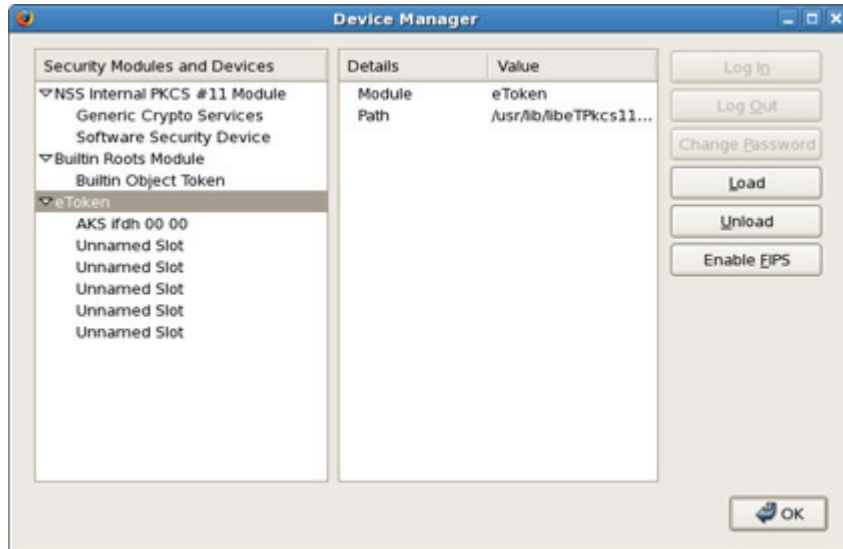 Device Manager
Security Modules and Devices
NSS Internal PKCS #11 Module
Generic Crypto Services
Software Security Device
Builtin Roots Module
Builtin Object Token
eToken
AKS ifdh 00 00
Unnamed Slot
Unnamed Slot
Unnamed Slot
Unnamed Slot
Unnamed Slot
Details Value
Module eToken
Path /usr/lib/libeTPkcs11...
Log In
Log Out
Change Password
Load
Unload
Enable FIPS
OK